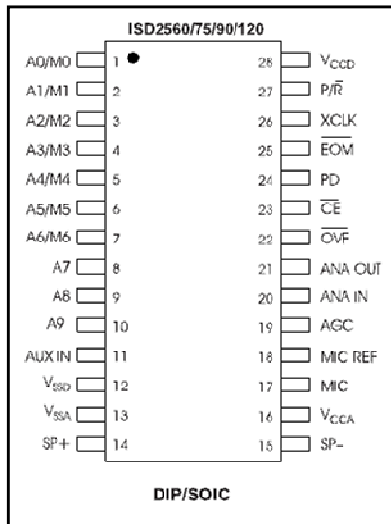 ISD2560/75/90/120
A0/M0 1 28 VCCD
A1/M1 2 27 P/R̅
A2/M2 3 26 XCLK
A3/M3 4 25 E̅O̅M̅
A4/M4 5 24 PD
A5/M5 6 23 C̅E̅
A6/M6 7 22 O̅V̅F̅
A7 8 21 ANA OUT
A8 9 20 ANA IN
A9 10 19 AGC
AUX IN 11 18 MIC REF
VSSD 12 17 MIC
VSSA 13 16 VCCA
SP+ 14 15 SP-
DIP/SOIC